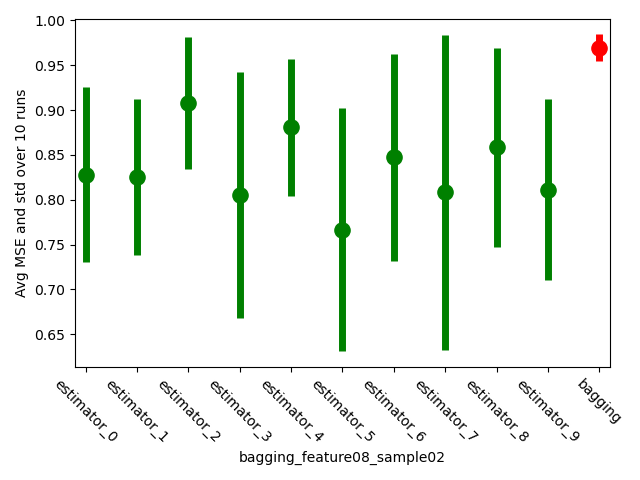 1.00
0.95
0.90
0.85
0.80
0.75
0.70
0.65
Avg MSE and std over 10 runs
estimator_0
estimator_1
estimator_2
estimator_3
estimator_4
estimator_5
estimator_6
estimator_7
estimator_8
estimator_9
bagging
bagging_feature08_sample02